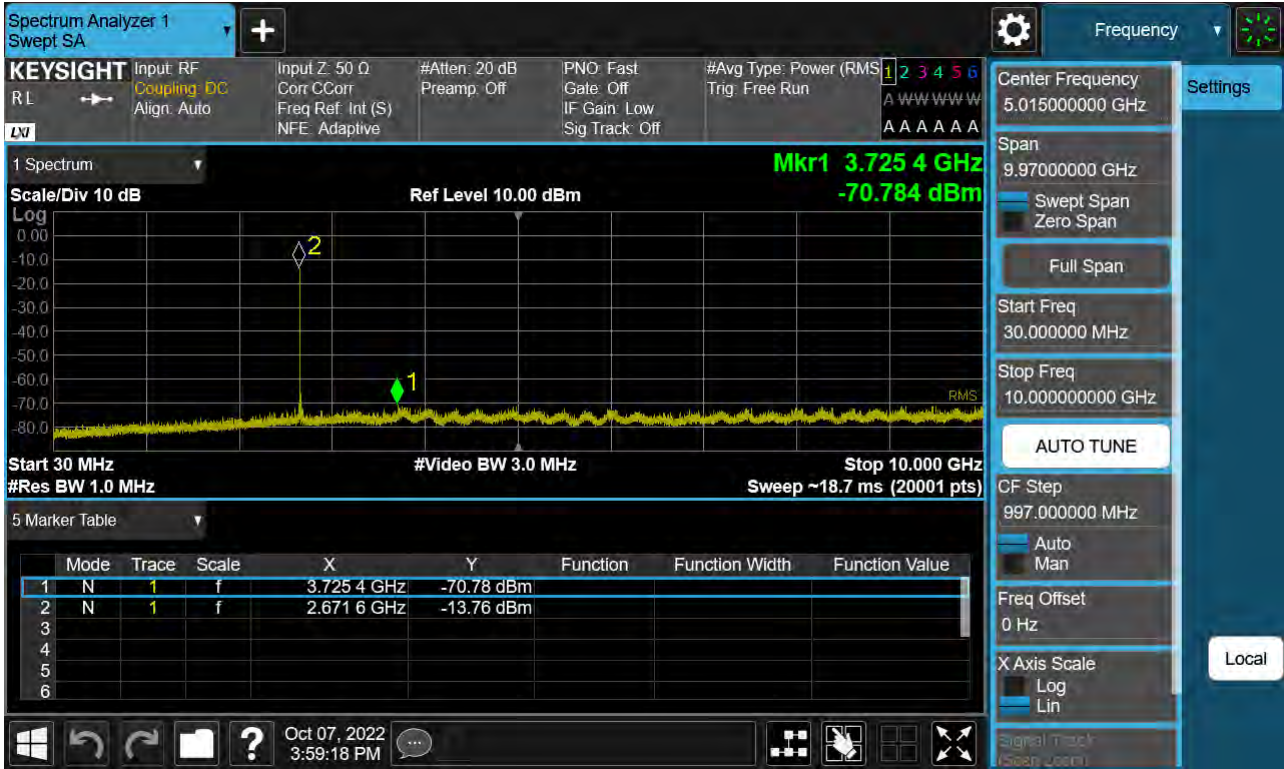 Spectrum Analyzer 1
Swept SA
+
Frequency
KEYSIGHT
RL
LXI
Input: RF
Coupling: DC
Align: Auto
Input Z: 50 Ω
Corr CCorr
Freq Ref: Int (S)
NFE: Adaptive
#Atten: 20 dB
Preamp: Off
PNO: Fast
Gate: Off
IF Gain: Low
Sig Track: Off
#Avg Type: Power (RMS
Trig: Free Run
1 2 3 4 5 6
A W W W W W
A A A A A A
1 Spectrum
Mkr1 3.725 4 GHz
-70.784 dBm
Scale/Div 10 dB
Ref Level 10.00 dBm
Log
0.00
-10.0
-20.0
-30.0
-40.0
-50.0
-60.0
-70.0
-80.0
2
1
RMS
Start 30 MHz
#Video BW 3.0 MHz
Stop 10.000 GHz
#Res BW 1.0 MHz
Sweep ~18.7 ms (20001 pts)
5 Marker Table
Mode Trace Scale X Y Function Function Width Function Value
1 N 1 f 3.725 4 GHz -70.78 dBm
2 N 1 f 2.671 6 GHz -13.76 dBm
3
4
5
6
?
Oct 07, 2022
3:59:18 PM
Center Frequency
5.015000000 GHz
Span
9.97000000 GHz
Swept Span
Zero Span
Full Span
Start Freq
30.000000 MHz
Stop Freq
10.000000000 GHz
AUTO TUNE
CF Step
997.000000 MHz
Auto
Man
Freq Offset
0 Hz
X Axis Scale
Log
Lin
Signal Track
(Span Zoom)
Settings
Local